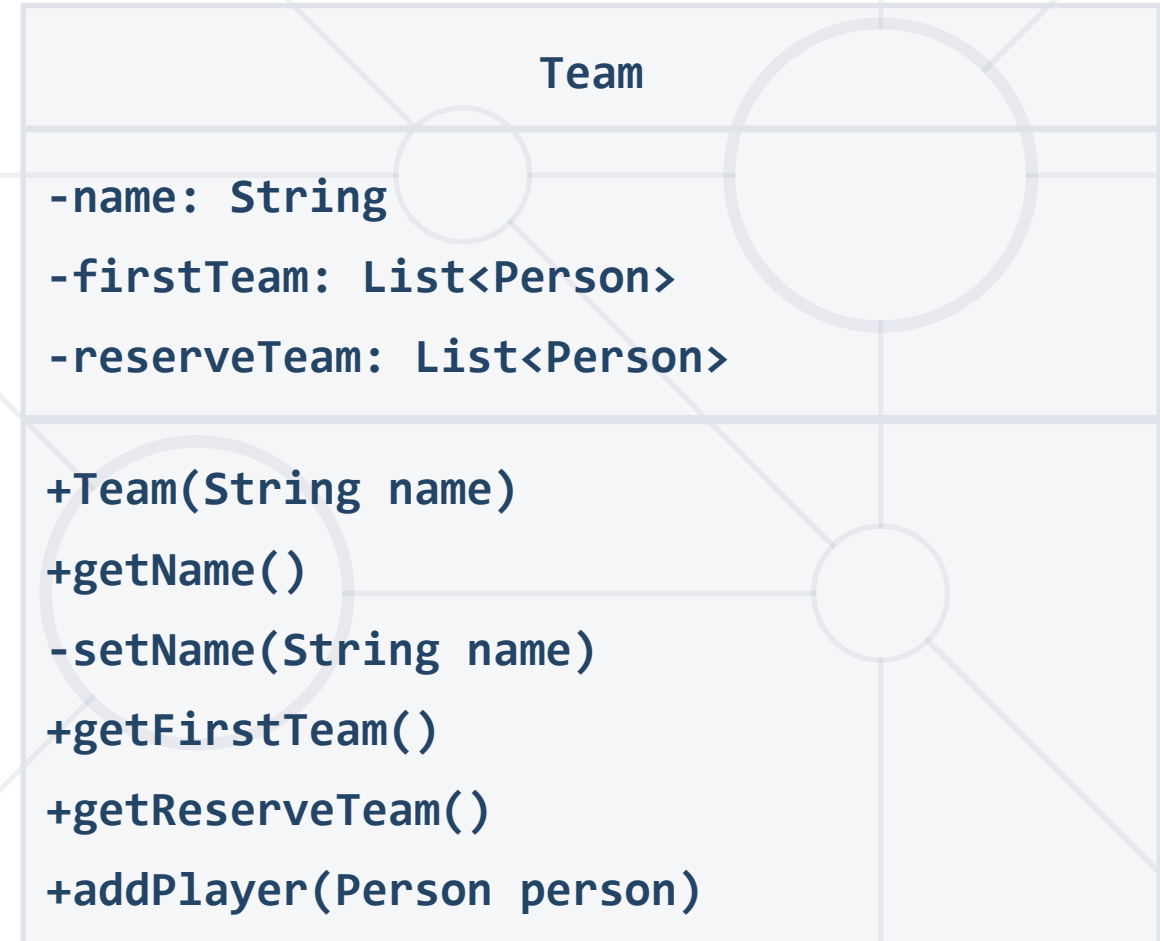 Team
-name: String
-firstTeam: List<Person>
-reserveTeam: List<Person>
+Team(String name)
+getName()
-setName(String name)
+getFirstTeam()
+getReserveTeam()
+addPlayer(Person person)